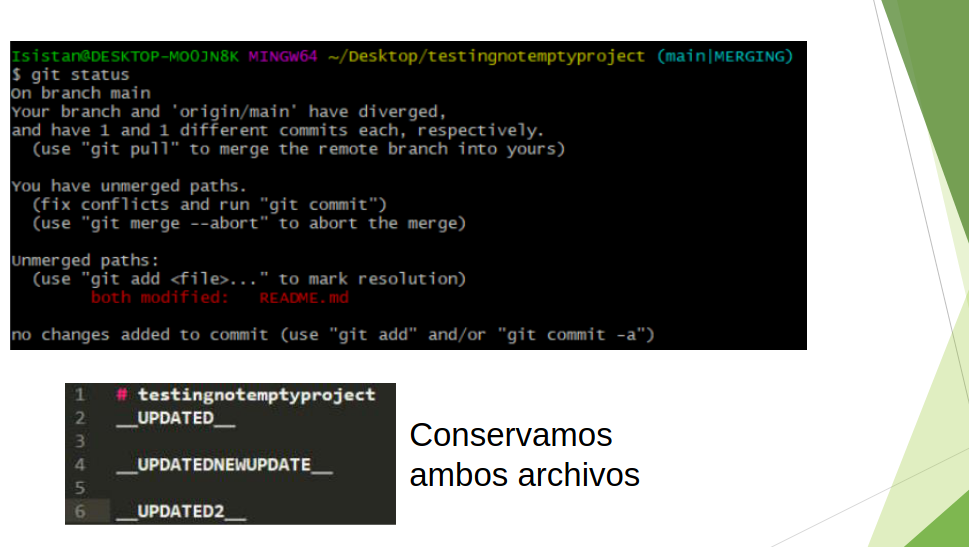 Isistan@DESKTOP-MOOJN8K MINGW64 ~/Desktop/testingnotemptyproject (main|MERGING)
$ git status
On branch main
Your branch and 'origin/main' have diverged,
and have 1 and 1 different commits each, respectively.
  (use "git pull" to merge the remote branch into yours)

You have unmerged paths.
  (fix conflicts and run "git commit")
  (use "git merge --abort" to abort the merge)

Unmerged paths:
  (use "git add <file>..." to mark resolution)
        both modified:   README.md

no changes added to commit (use "git add" and/or "git commit -a")

1 # testingnotemptyproject
2 __UPDATED__
3
4 __UPDATEDNEWUPDATE__
5
6 __UPDATED2__
Conservamos
ambos archivos